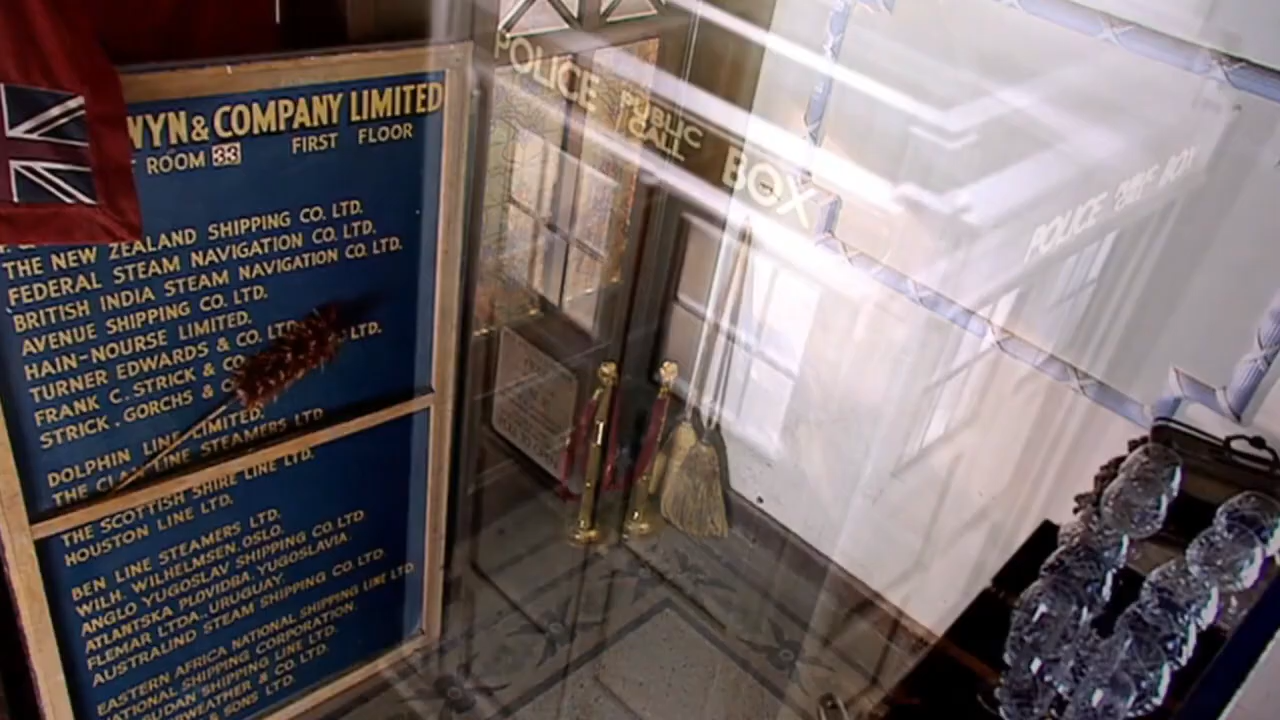 WYN & COMPANY LIMITED
ROOM 33 FIRST FLOOR
THE NEW ZEALAND SHIPPING CO. LTD.
FEDERAL STEAM NAVIGATION CO. LTD.
BRITISH INDIA STEAM NAVIGATION CO. LTD.
AVENUE SHIPPING CO. LTD.
HAIN-NOURSE LIMITED.
TURNER EDWARDS & CO. LTD. LTD.
FRANK C. STRICK & CO
STRICK. GORCHS & C
DOLPHIN LINE LIMITED.
THE CLAN LINE STEAMERS LTD
THE SCOTTISH SHIRE LINE LTD.
HOUSTON LINE LTD.
BEN LINE STEAMERS LTD.
WILH. WILHELMSEN, OSLO.
ANGLO YUGOSLAV SHIPPING CO. LTD
ATLANTSKA PLOVIDBA, YUGOSLAVIA.
FLEMAR LTDA., URUGUAY.
AUSTRALIND STEAM SHIPPING CO. LTD.
EASTERN AFRICA NATIONAL SHIPPING LINE LTD
NATIONAL SHIPPING CORPORATION.
SUDAN SHIPPING LINE LTD.
RWEATHER & CO. LTD.
& SONS LTD.
POLICE PUBLIC CALL BOX
POLICE PUBLIC BOX